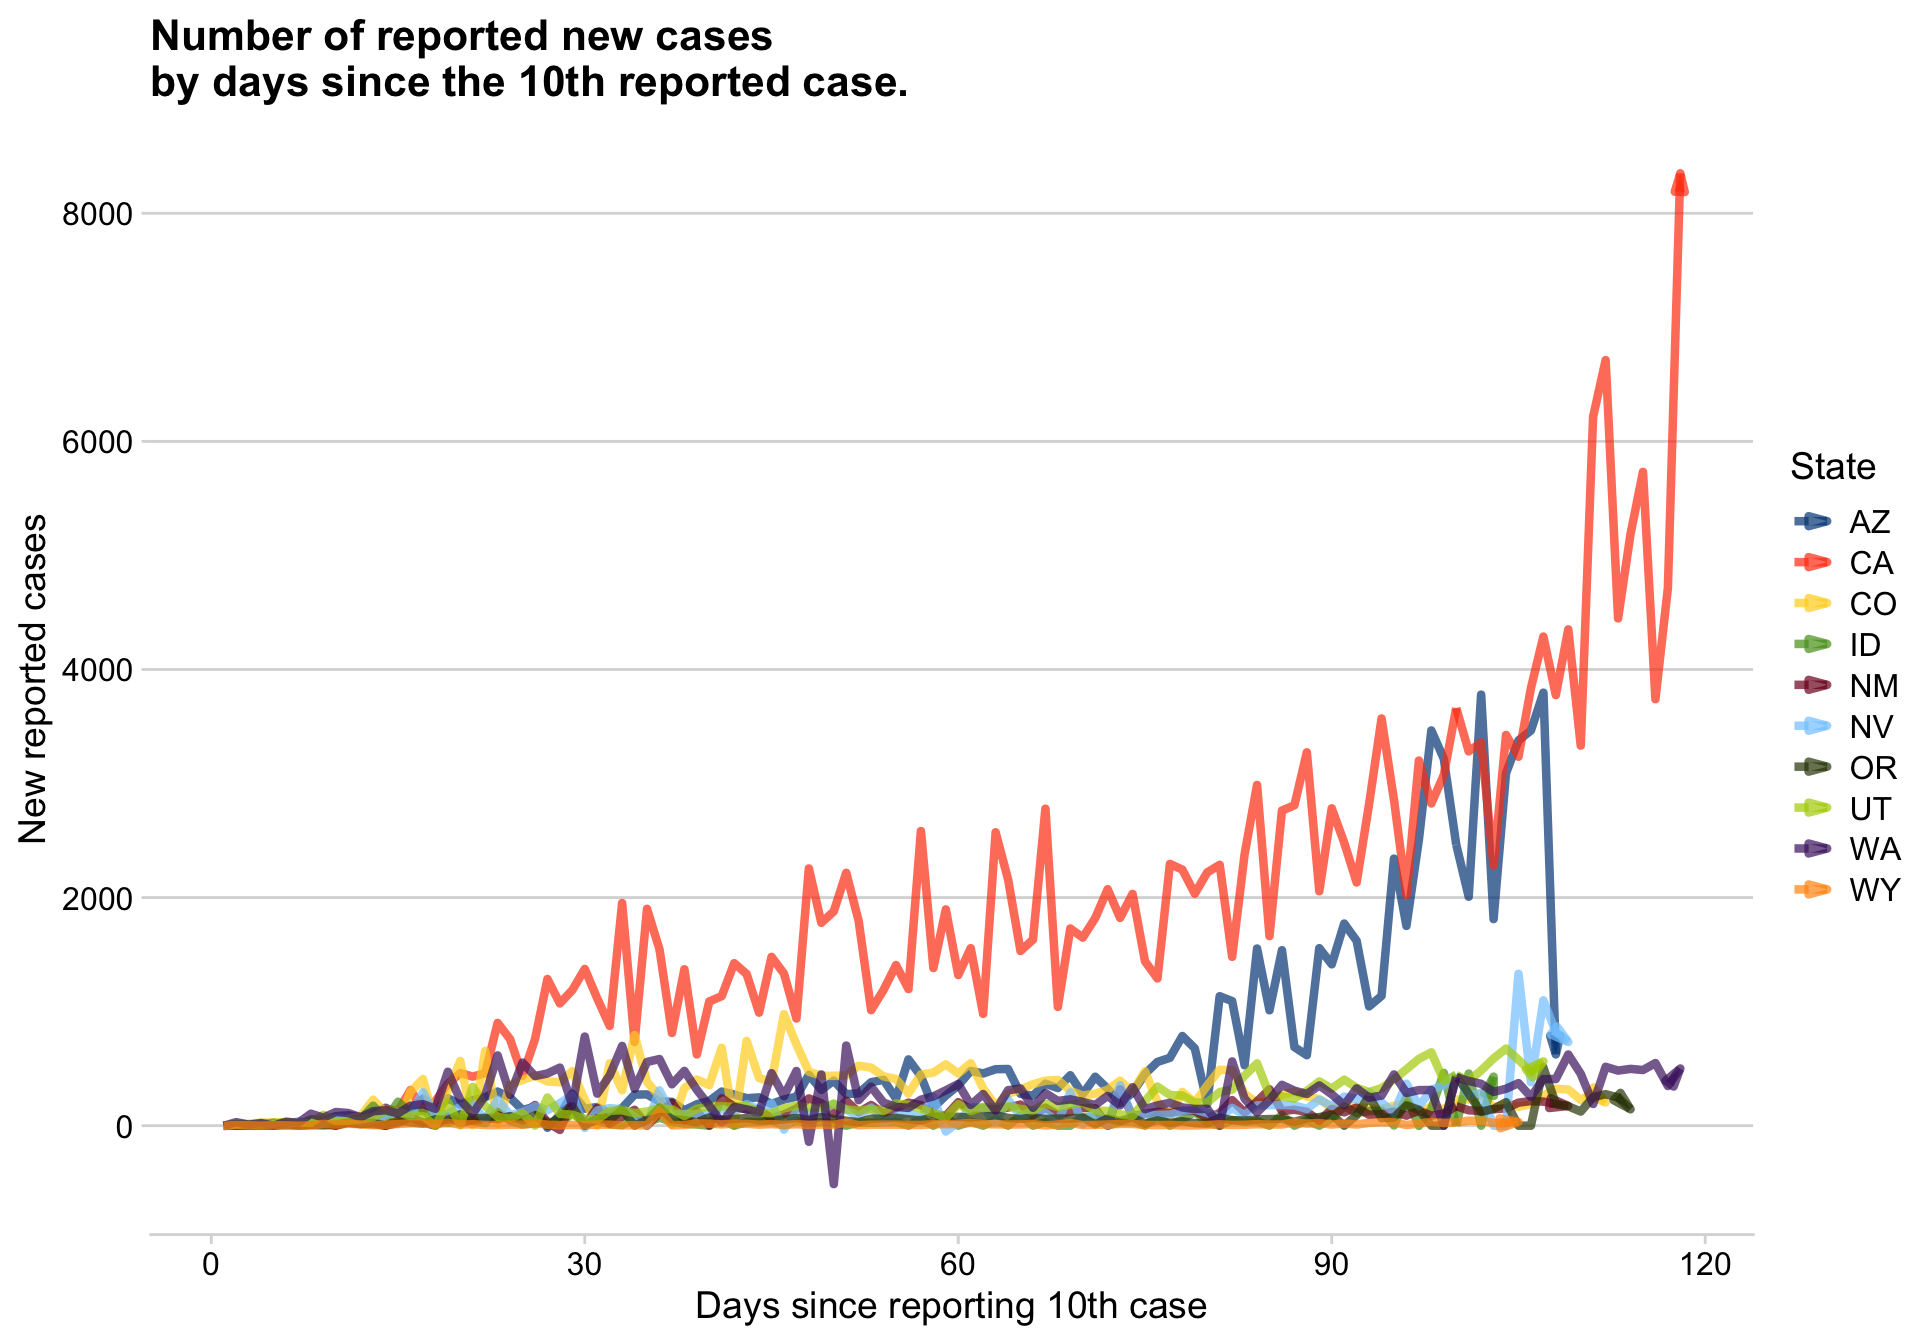 Number of reported new cases
by days since the 10th reported case.
8000
6000
4000
2000
0
New reported cases
0 30 60 90 120
Days since reporting 10th case
State
AZ
CA
CO
ID
NM
NV
OR
UT
WA
WY